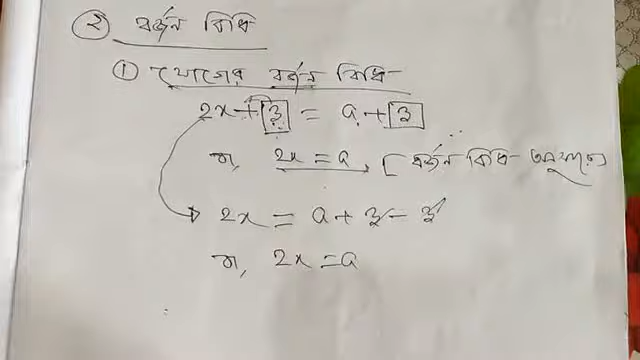 ② বর্জন বিধি
① যোগের বর্জন বিধি-
2x + 3 = a + 3
বা, 2x = a [বর্জন বিধি অনুসারে]
2x = a + 3 - 3
বা, 2x = a